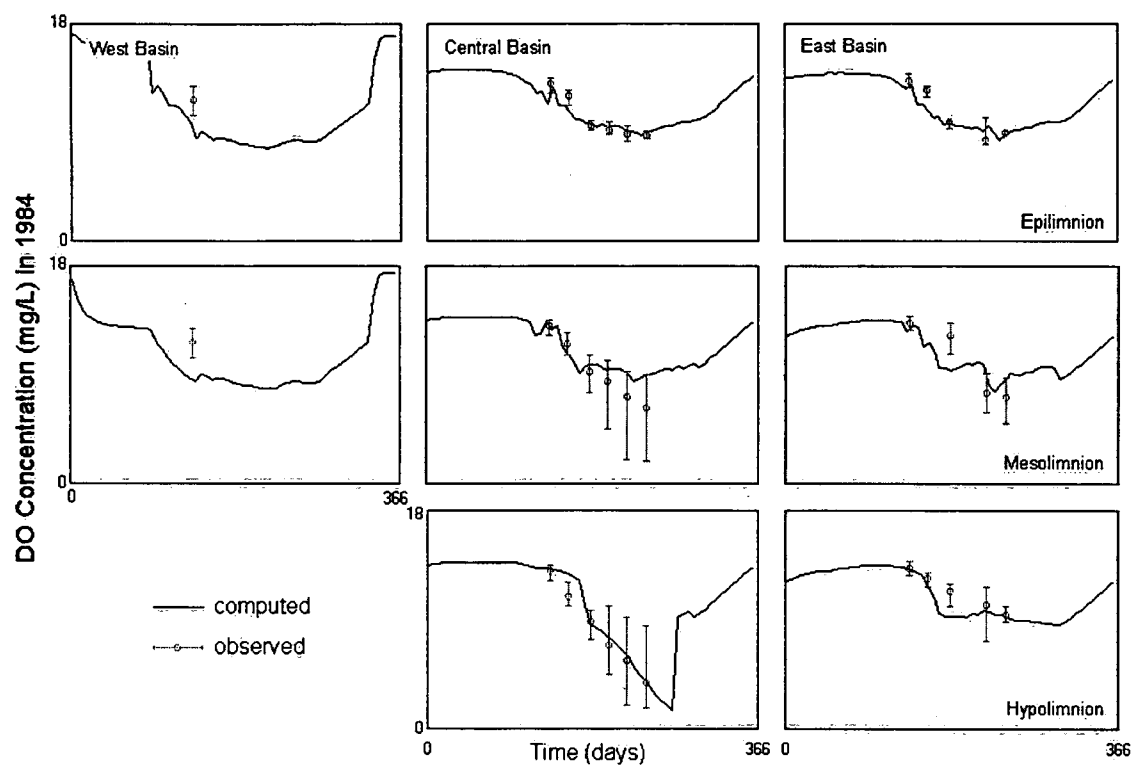 DO Concentration (mg/L) in 1984
18
West Basin
0
Central Basin
East Basin
Epilimnion
18
0
0
366
Mesolimnion
18
0
0
366
0
366
Hypolimnion
Time (days)
computed
observed